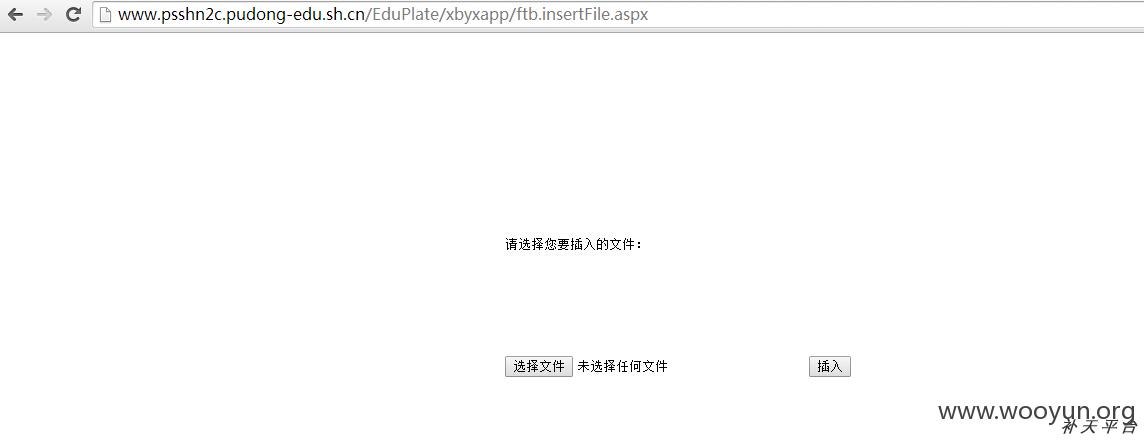 www.psshn2c.pudong-edu.sh.cn/EduPlate/xbyxapp/ftb.insertFile.aspx
请选择您要插入的文件：
选择文件 未选择任何文件 插入
www.wooyun.org
补天平台